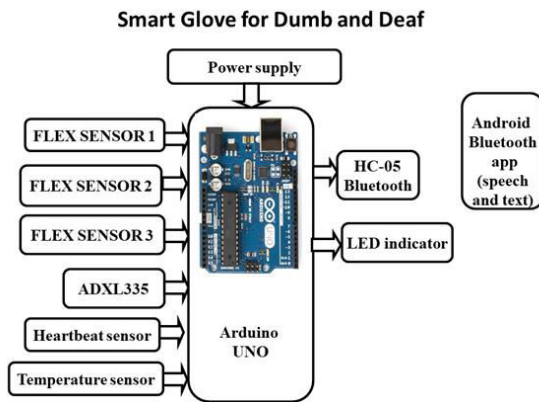 Smart Glove for Dumb and Deaf
Power supply
FLEX SENSOR 1
FLEX SENSOR 2
FLEX SENSOR 3
ADXL335
Heartbeat sensor
Temperature sensor
UNO
Arduino
UNO
HC-05
Bluetooth
LED indicator
Android
Bluetooth
app
(speech
and text)